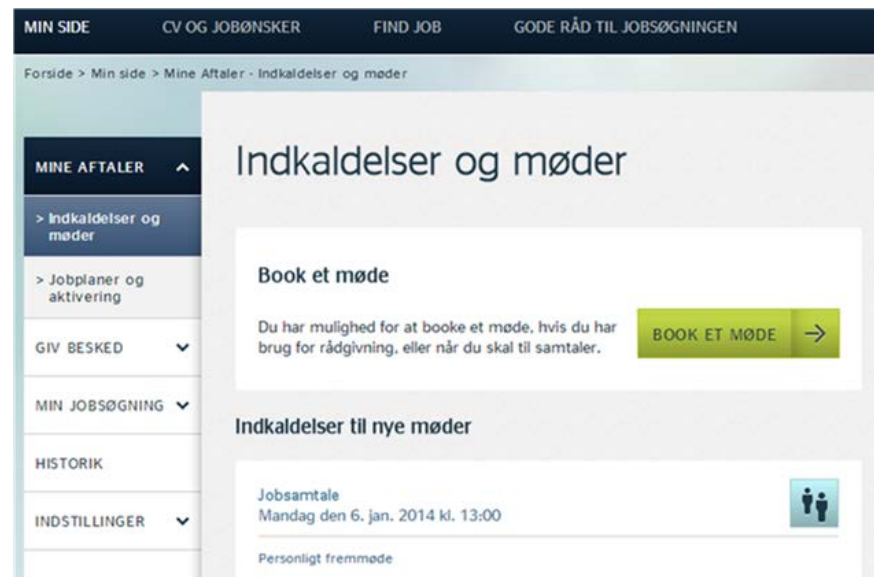 MIN SIDE CV OG JOBØNSKER FIND JOB GODE RÅD TIL JOBSØGNINGEN
Forside > Min side > Mine Aftaler - Indkaldelser og møder
MINE AFTALER
> Indkaldelser og
møder
> Jobplaner og
aktivering
GIV BESKED
MIN JOBSØGNING
HISTORIK
INDSTILLINGER
Indkaldelser og møder
Book et møde
Du har mulighed for at booke et møde, hvis du har
brug for rådgivning, eller når du skal til samtaler.
BOOK ET MØDE
Indkaldelser til nye møder
Jobsamtale
Mandag den 6. jan. 2014 kl. 13:00
Personligt fremmøde